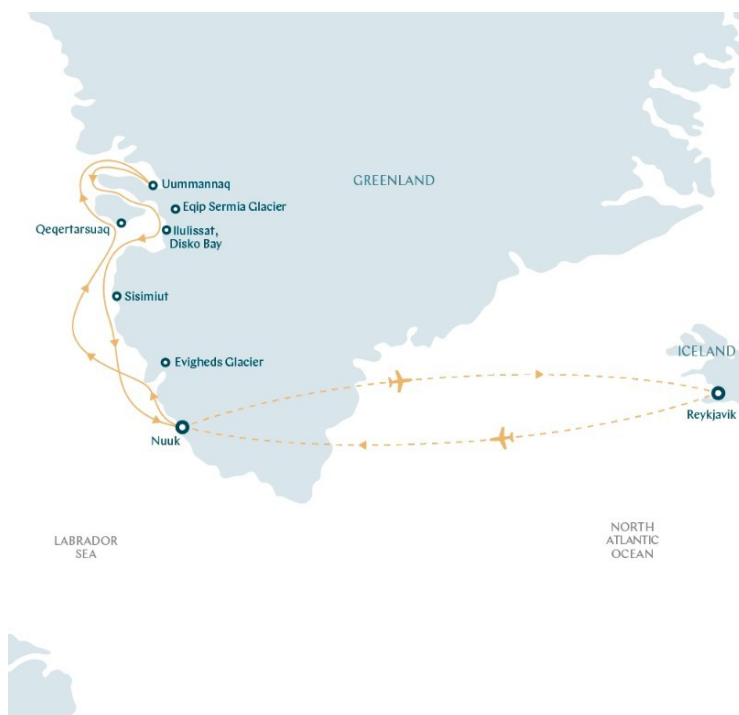 GREENLAND
Uummannaq
Eqip Sermia Glacier
Qeqertarsuaq
Ilulissat,
Disko Bay
Sisimiut
ICELAND
Evigheds Glacier
Reykjavik
Nuuk
LABRADOR
SEA
NORTH
ATLANTIC
OCEAN